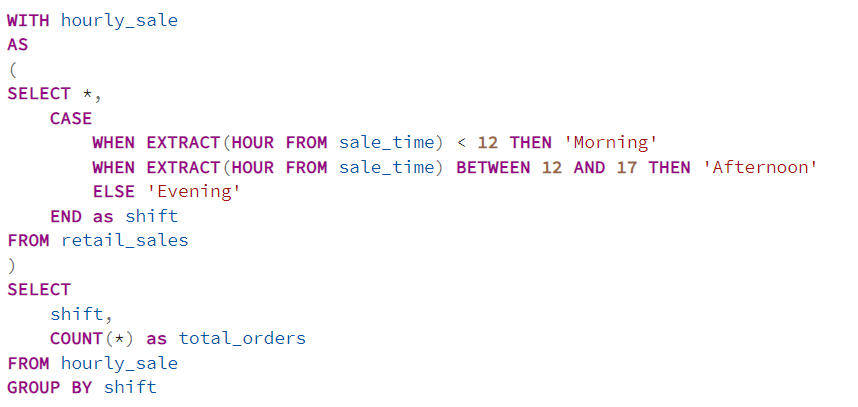 WITH hourly_sale
AS
(
SELECT *,
    CASE
        WHEN EXTRACT(HOUR FROM sale_time) < 12 THEN 'Morning'
        WHEN EXTRACT(HOUR FROM sale_time) BETWEEN 12 AND 17 THEN 'Afternoon'
        ELSE 'Evening'
    END as shift
FROM retail_sales
)
SELECT
    shift,
    COUNT(*) as total_orders
FROM hourly_sale
GROUP BY shift